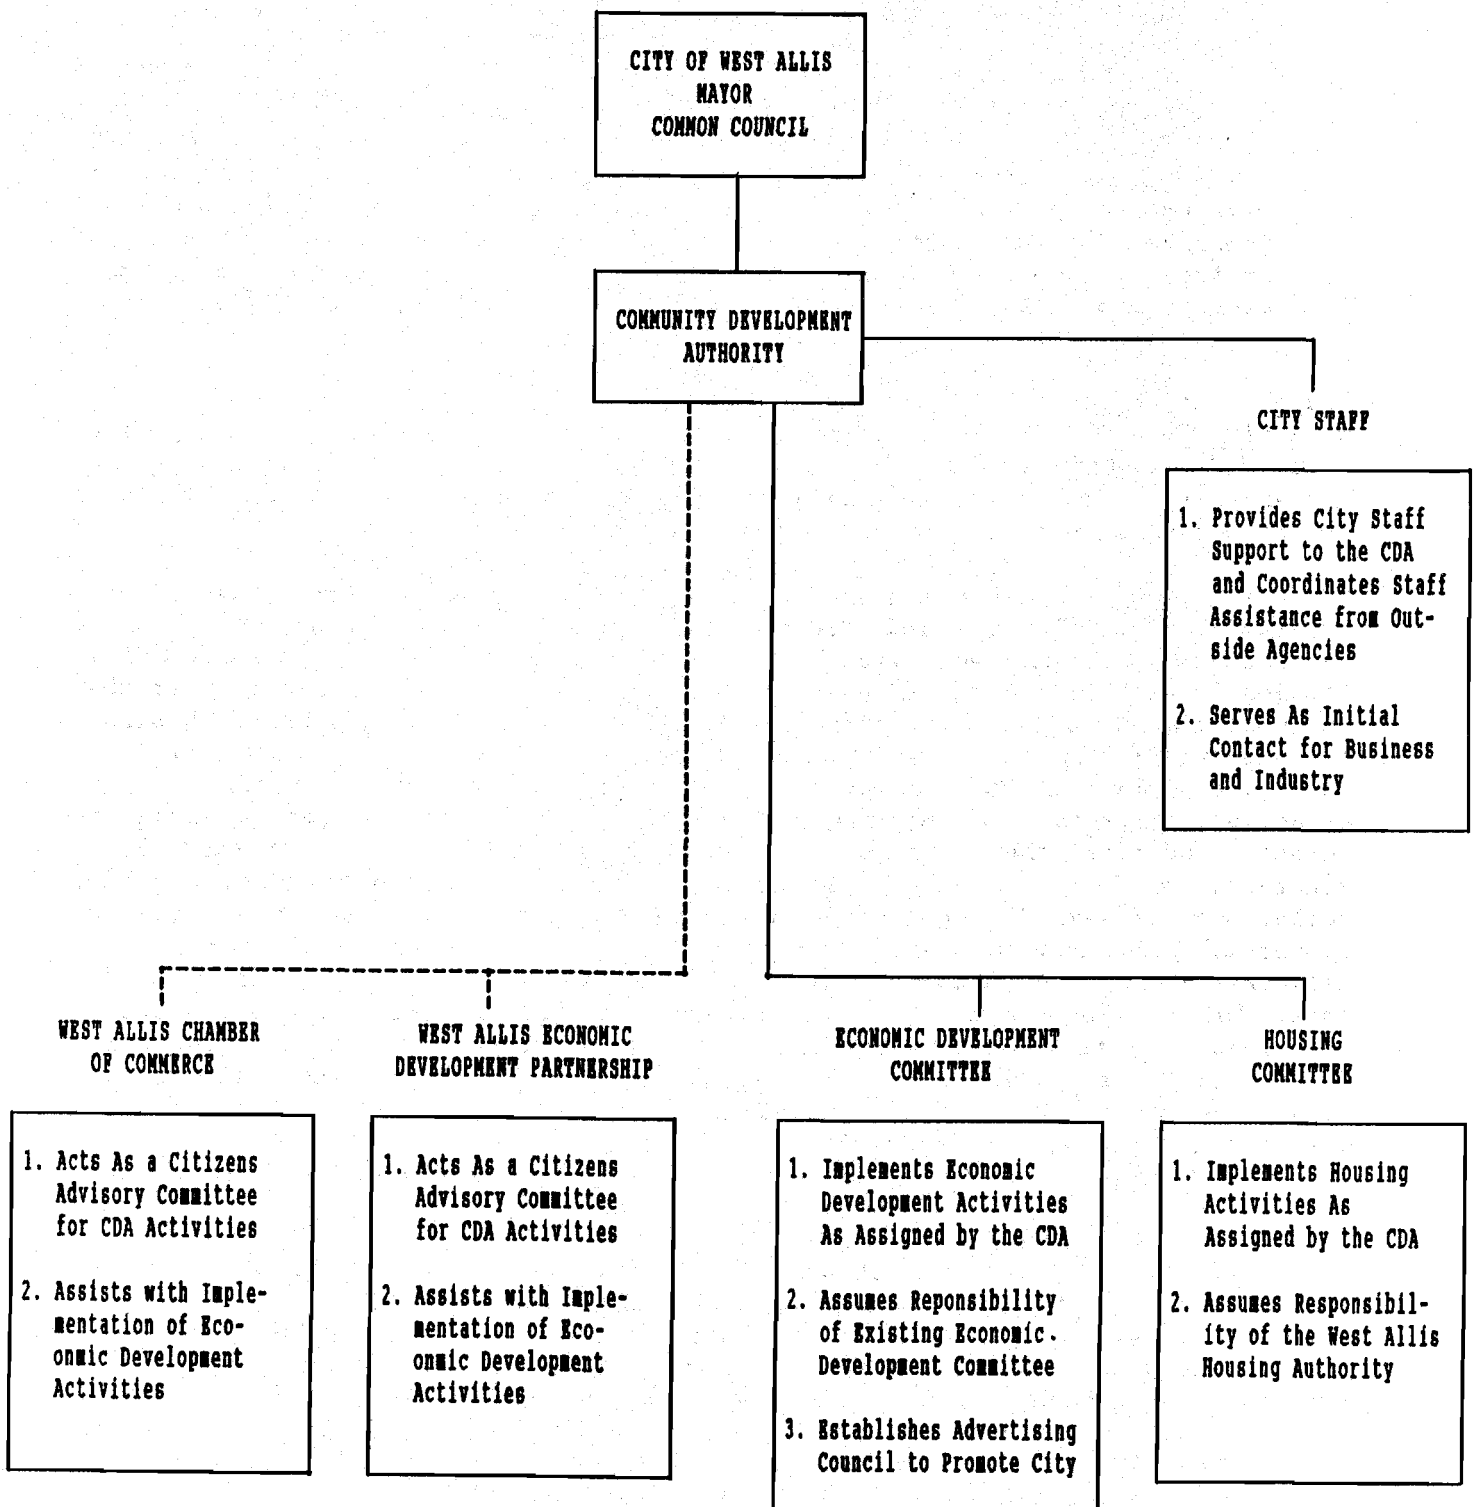 CITY OF WEST ALLIS
MAYOR
COMMON COUNCIL
COMMUNITY DEVELOPMENT
AUTHORITY
CITY STAFF
1. Provides City Staff
Support to the CDA
and Coordinates Staff
Assistance from Out-
side Agencies
2. Serves As Initial
Contact for Business
and Industry
WEST ALLIS CHAMBER
OF COMMERCE
1. Acts As a Citizens
Advisory Committee
for CDA Activities
2. Assists with Imple-
mentation of Eco-
onmic Development
Activities
WEST ALLIS ECONOMIC
DEVELOPMENT PARTNERSHIP
1. Acts As a Citizens
Advisory Committee
for CDA Activities
2. Assists with Imple-
mentation of Eco-
onmic Development
Activities
ECONOMIC DEVELOPMENT
COMMITTEE
1. Implements Economic
Development Activities
As Assigned by the CDA
2. Assumes Reponsibility
of Existing Economic
Development Committee
3. Establishes Advertising
Council to Promote City
HOUSING
COMMITTEE
1. Implements Housing
Activities As
Assigned by the CDA
2. Assumes Responsibil-
ity of the West Allis
Housing Authority